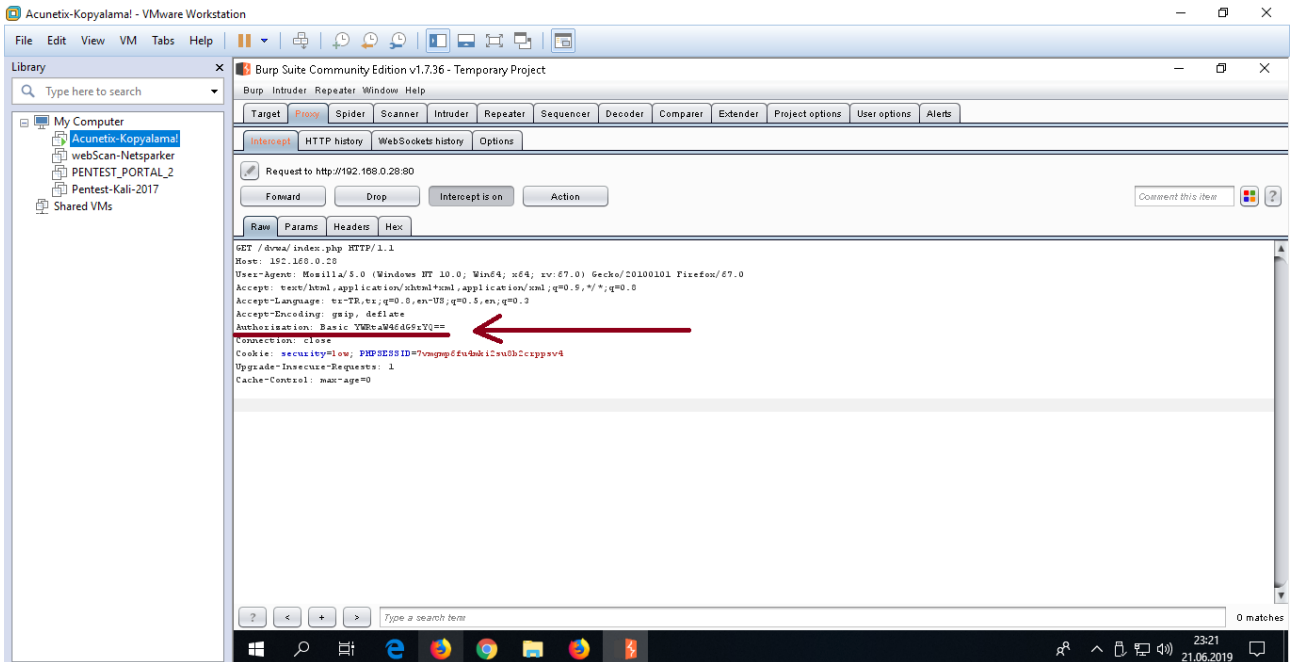 Acunetix-Kopyalama! - VMware Workstation
File Edit View VM Tabs Help
Library
Type here to search
My Computer
Acunetix-Kopyalama!
webScan-Netsparker
PENTEST_PORTAL_2
Pentest-Kali-2017
Shared VMs
Burp Suite Community Edition v1.7.36 - Temporary Project
Burp Intruder Repeater Window Help
Target Proxy Spider Scanner Intruder Repeater Sequencer Decoder Comparer Extender Project options User options Alerts
Intercept HTTP history WebSockets history Options
Request to http://192.168.0.28:80
Forward Drop Intercept is on Action Comment this item ?
Raw Params Headers Hex
GET /dvwa/index.php HTTP/1.1
Host: 192.168.0.28
User-Agent: Mozilla/5.0 (Windows NT 10.0; Win64; x64; rv:67.0) Gecko/20100101 Firefox/67.0
Accept: text/html,application/xhtml+xml,application/xml;q=0.9,*/*;q=0.8
Accept-Language: tr-TR,tr;q=0.8,en-US;q=0.5,en;q=0.3
Accept-Encoding: gzip, deflate
Authorization: Basic YWRtaW46dG9rYQ==
Connection: close
Cookie: security=low;
Upgrade-Insecure-Requests: 1
Cache-Control: max-age=0
? < + > Type a search term 0 matches
23:21
21.06.2019